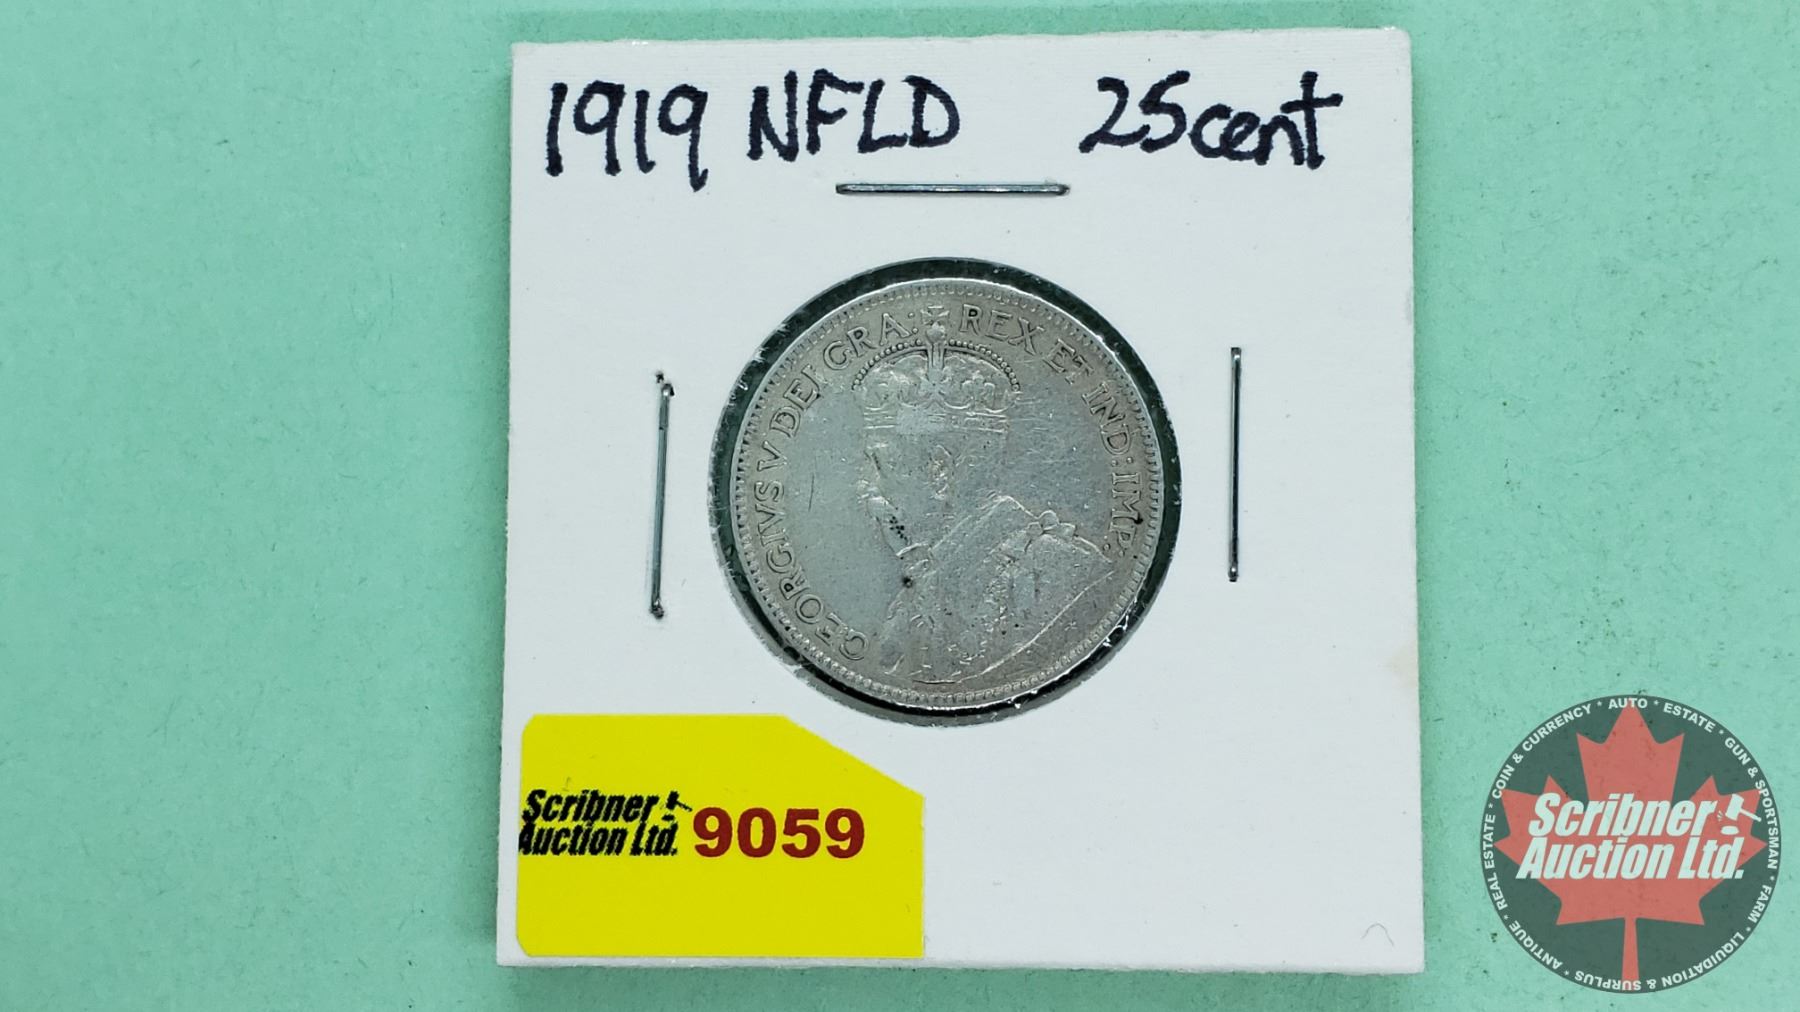 1919 NFLD 25cent
GEORGIVS V DEI GRA: REX ET IND: IMP:
Scribner
Auction Ltd. 9059
COIN & CURRENCY * AUTO * ESTATE * GUN & SPORTSMAN * FARM * LIQUIDATION & SURPLUS * ANTIQUE * REAL ESTATE *
Scribner
Auction Ltd.